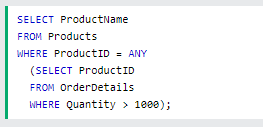 SELECT ProductName
FROM Products
WHERE ProductID = ANY
(SELECT ProductID
FROM OrderDetails
WHERE Quantity > 1000);